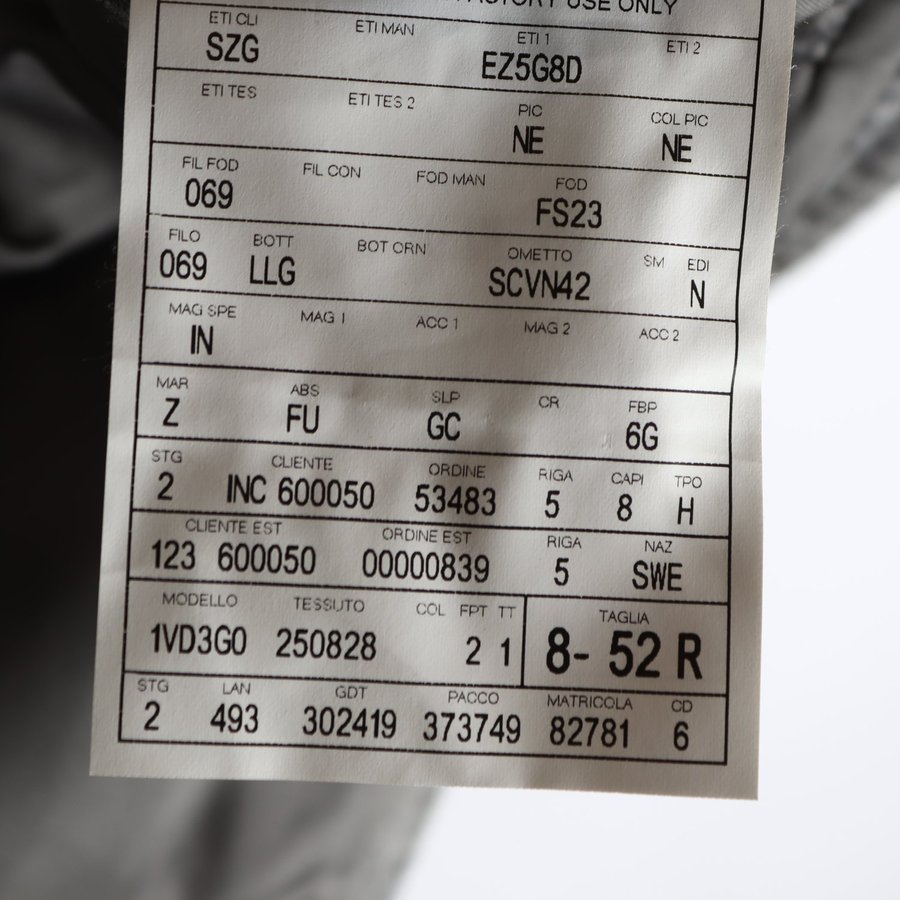 FACTORY USE ONLY
ETI CLI ETI MAN ETI 1 ETI 2
SZG EZ5G8D
ETI TES ETI TES 2 PIC COL PIC
NE NE
FIL FOD FIL CON FOD MAN FOD
069 FS23
FILO BOTT BOT CRN OMETTO SM EDI
069 LLG SCVN42 N
MAG SPE MAG 1 ACC 1 MAG 2 ACC 2
IN
MAR ABS SLP CR FBP
Z FU GC 6G
STG CLIENTE ORDINE RIGA CAPI TPO
2 INC 600050 53483 5 8 H
CLIENTE EST ORDINE EST RIGA NAZ
123 600050 00000839 5 SWE
MODELLO TESSUTO COL FPT TT TAGLIA
1VD3G0 250828 2 1 8- 52 R
STG LAN GDT PACCO MATRICOLA CD
2 493 302419 373749 82781 6